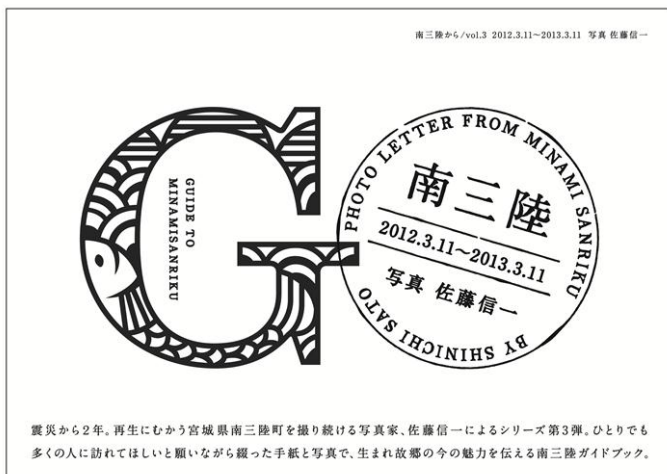 南三陸から/vol.3 2012.3.11〜2013.3.11 写真 佐藤信一
G
GUIDE TO
MINAMISANRIKU
PHOTO LETTER FROM MINAMI SANRIKU
南三陸
2012.3.11〜2013.3.11
写真 佐藤信一
BY SHINICHI SATO
震災から2年。再生にむかう宮城県南三陸町を撮り続ける写真家、佐藤信一によるシリーズ第3弾。ひとりでも
多くの人に訪れてほしいと願いながら綴った手紙と写真で、生まれ故郷の今の魅力を伝える南三陸ガイドブック。